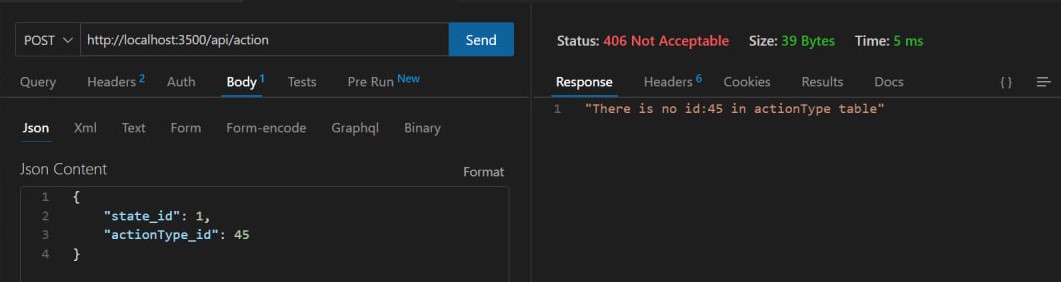 POST http://localhost:3500/api/action Send
Query Headers 2 Auth Body 1 Tests Pre Run New
Json Xml Text Form Form-encode Graphql Binary
Json Content Format
1 {
2 "state_id": 1,
3 "actionType_id": 45
4 }
Status: 406 Not Acceptable Size: 39 Bytes Time: 5 ms
Response Headers 6 Cookies Results Docs { }
1 "There is no id:45 in actionType table"